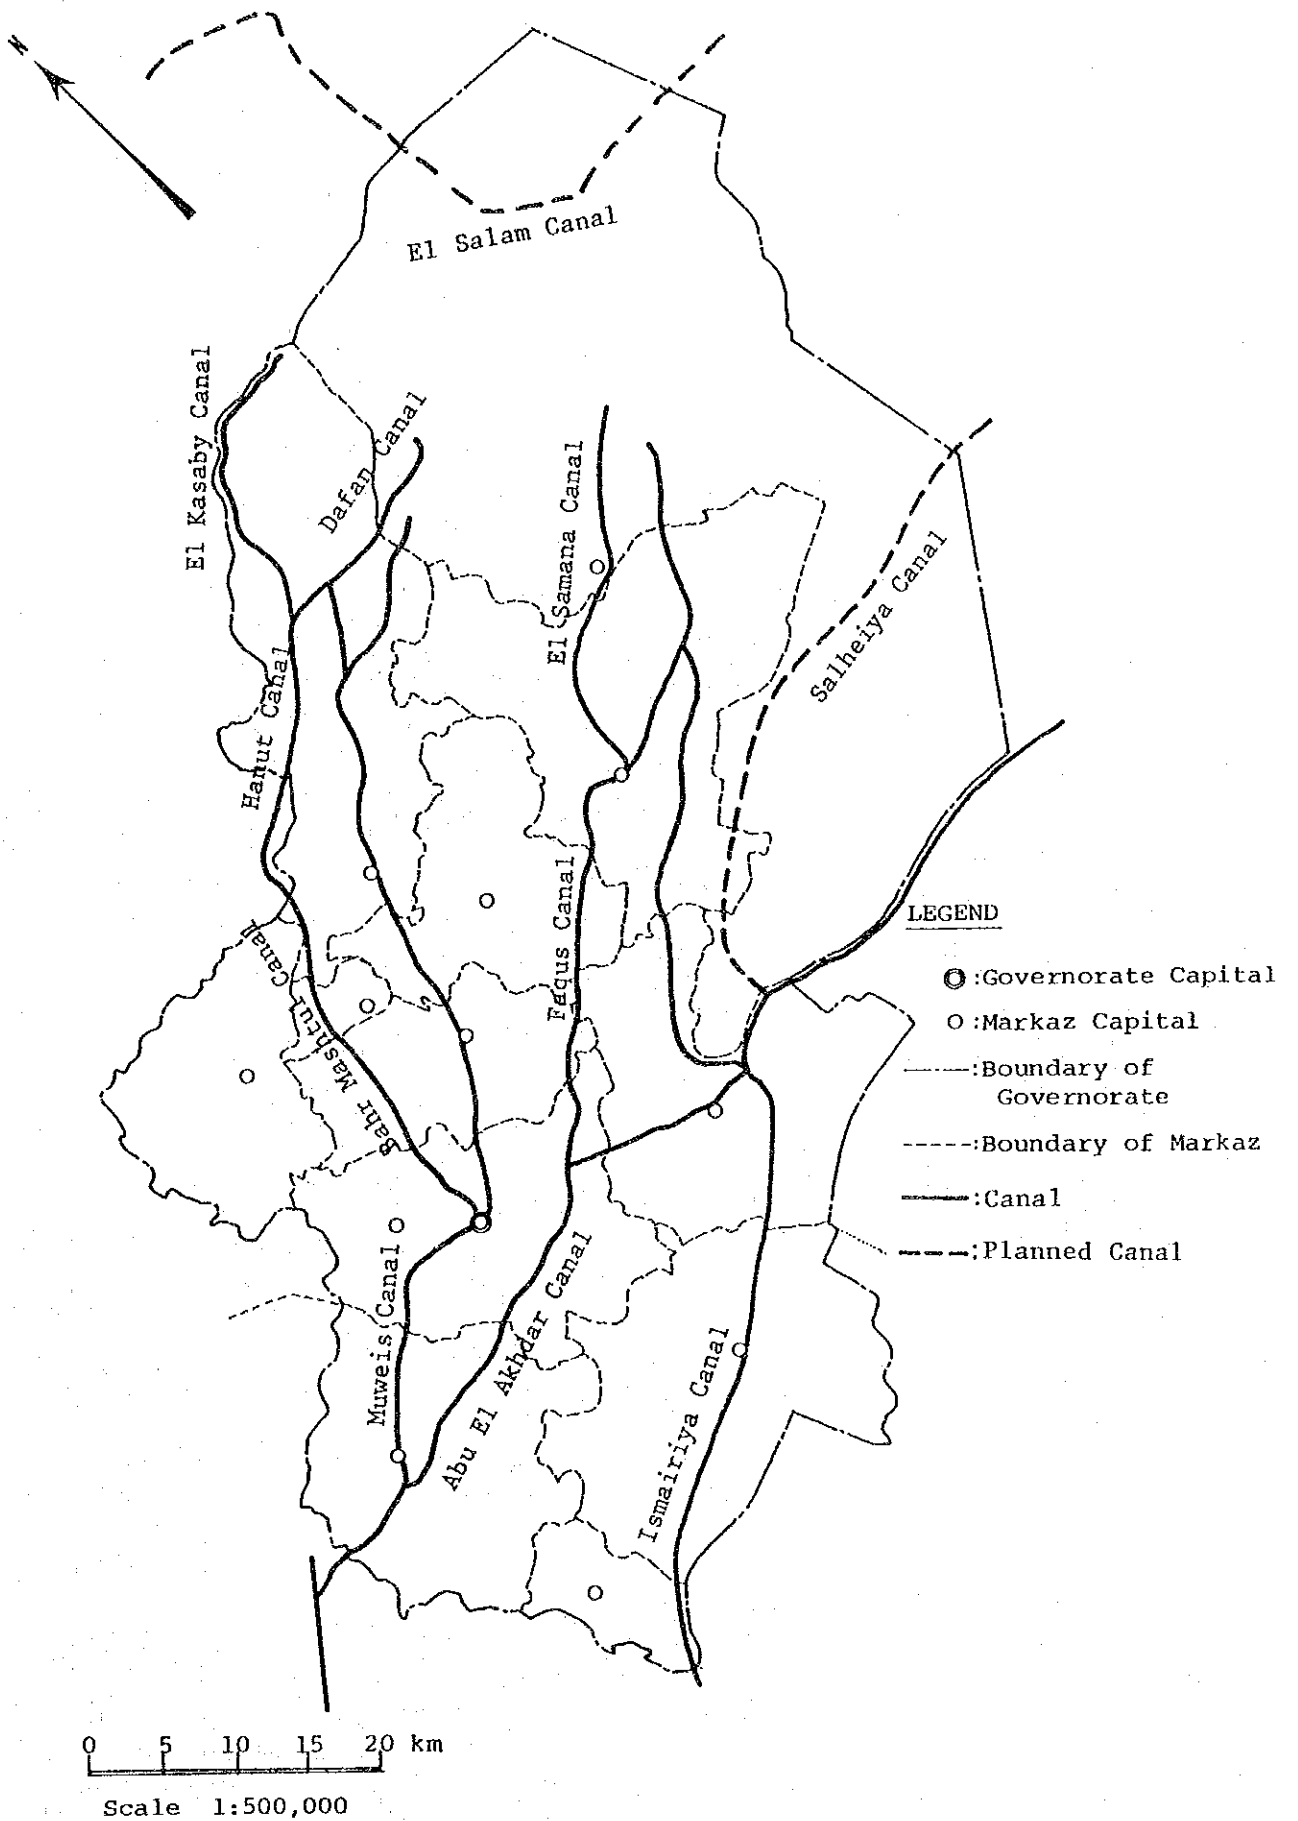 N
El Salam Canal
El Kasaby Canal
Dafan Canal
El Samana Canal
Salheiya Canal
Hanut Canal
Faqus Canal
Bahr Mashtul Canal
Muweis Canal
Abu El Akhdar Canal
Ismairiya Canal
LEGEND
:Governorate Capital
:Markaz Capital
:Boundary of
Governorate
:Boundary of Markaz
:Canal
:Planned Canal
0 5 10 15 20 km
Scale 1:500,000